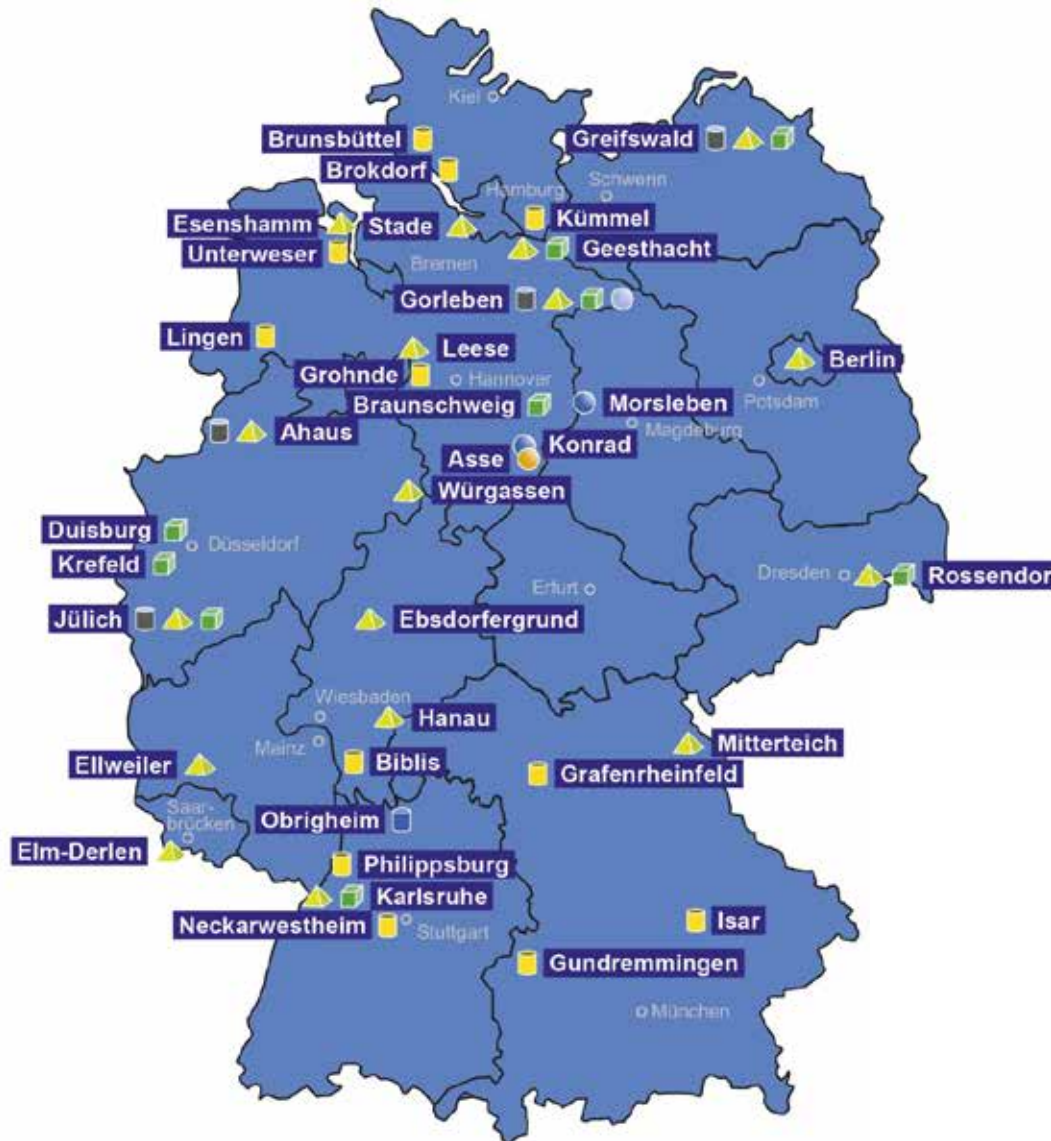 Kiel
Brunsbüttel
Greifswald
Brokdorf
Hamburg
Schwerin
Esenshamm
Stade
Kümmel
Unterweser
Bremen
Geesthacht
Gorleben
Lingen
Leese
Berlin
Grohnde
Hannover
Potsdam
Braunschweig
Morsleben
Magdeburg
Ahaus
Konrad
Asse
Würgassen
Duisburg
Düsseldorf
Krefeld
Erfurt
Dresden
Rossendor
Jülich
Ebsdorfergrund
Wiesbaden
Hanau
Mainz
Mitterteich
Ellweiler
Biblis
Grafenrheinfeld
Saar-
brücken
Obrigheim
Elm-Derlen
Philippsburg
Karlsruhe
Neckarwestheim
Stuttgart
Isar
Gundremmingen
München